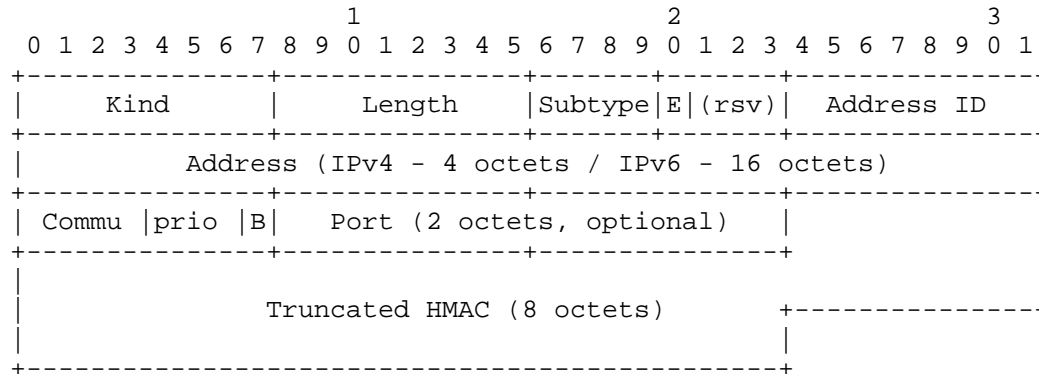 1 2 3
0 1 2 3 4 5 6 7 8 9 0 1 2 3 4 5 6 7 8 9 0 1 2 3 4 5 6 7 8 9 0 1
Kind | Length |Subtype|E|(rsv)| Address ID
Address (IPv4 - 4 octets / IPv6 - 16 octets)
Commu |prio |B| Port (2 octets, optional) |
Truncated HMAC (8 octets)